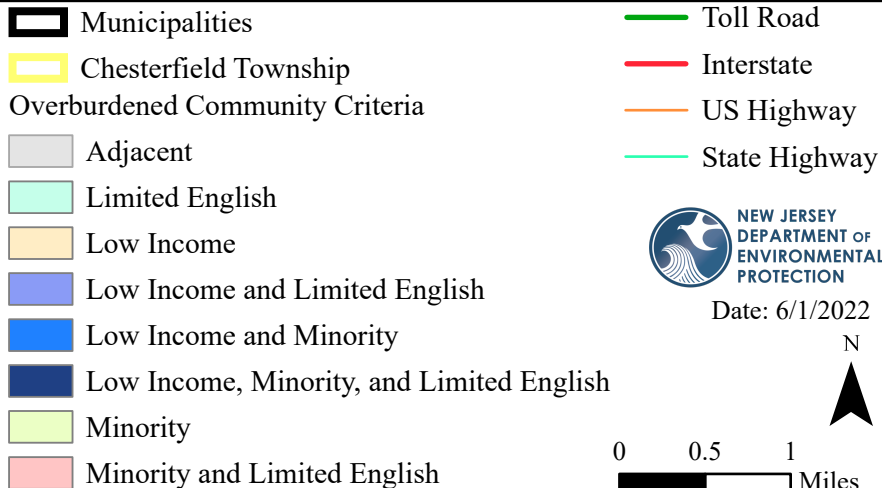 Municipalities
Chesterfield Township
Overburdened Community Criteria
Adjacent
Limited English
Low Income
Low Income and Limited English
Low Income and Minority
Low Income, Minority, and Limited English
Minority
Minority and Limited English
Toll Road
Interstate
US Highway
State Highway
NEW JERSEY
DEPARTMENT OF
ENVIRONMENTAL
PROTECTION
Date: 6/1/2022
N
0 0.5 1
Miles